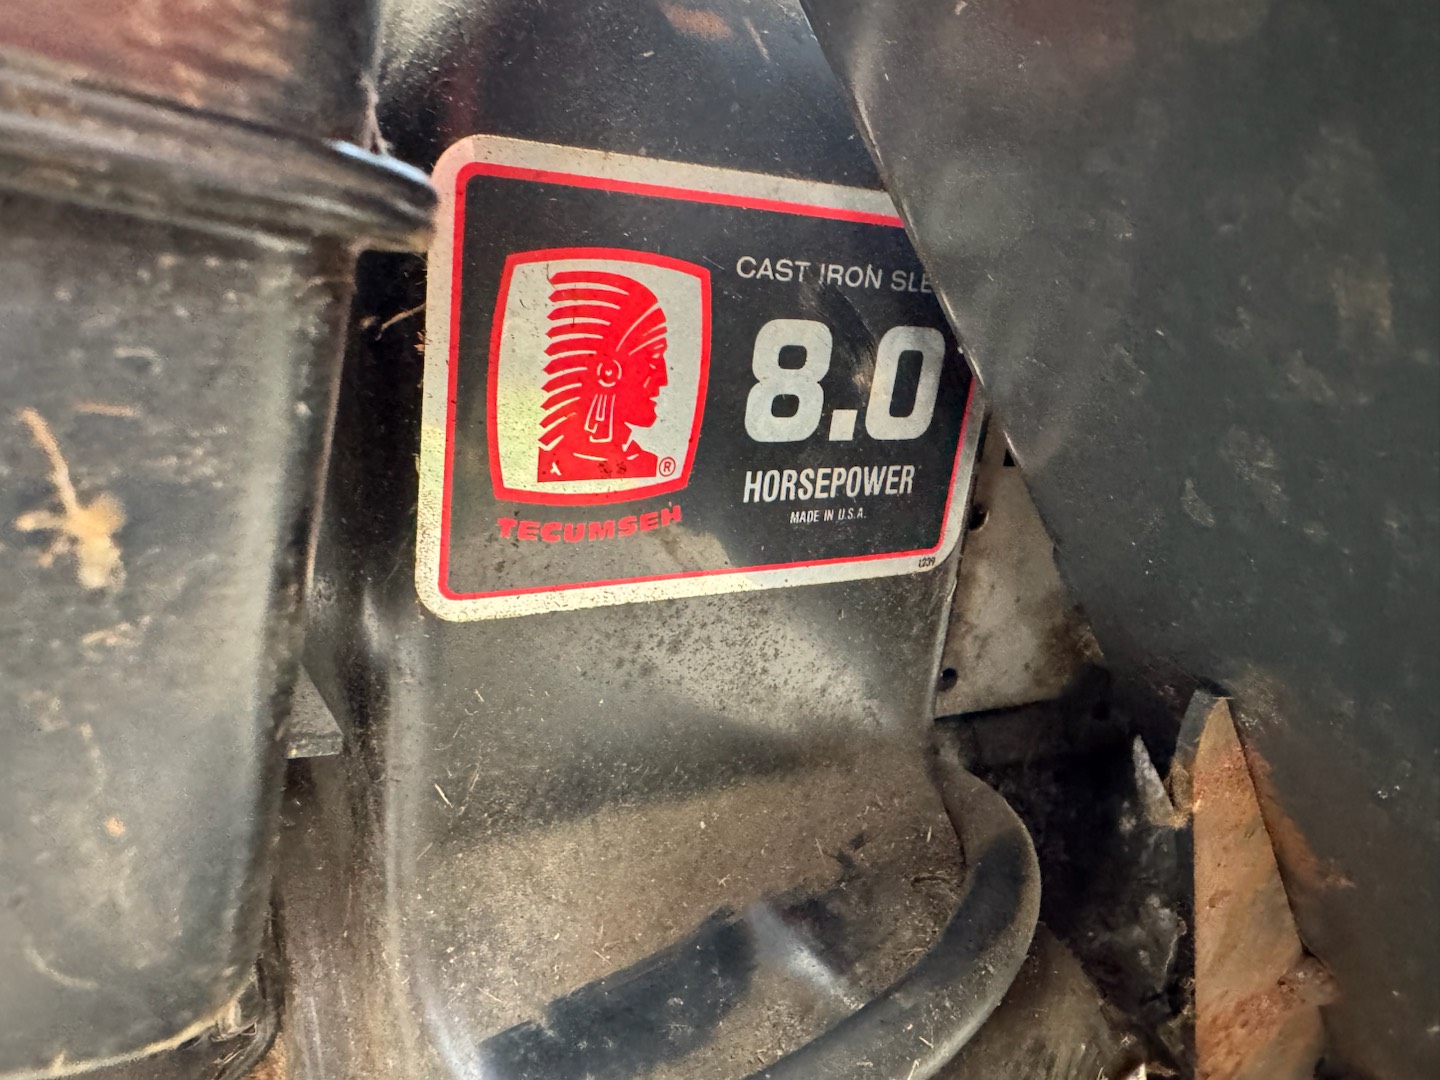 CAST IRON SLE
8.0
HORSEPOWER
MADE IN U.S.A.
®
TECUMSEH